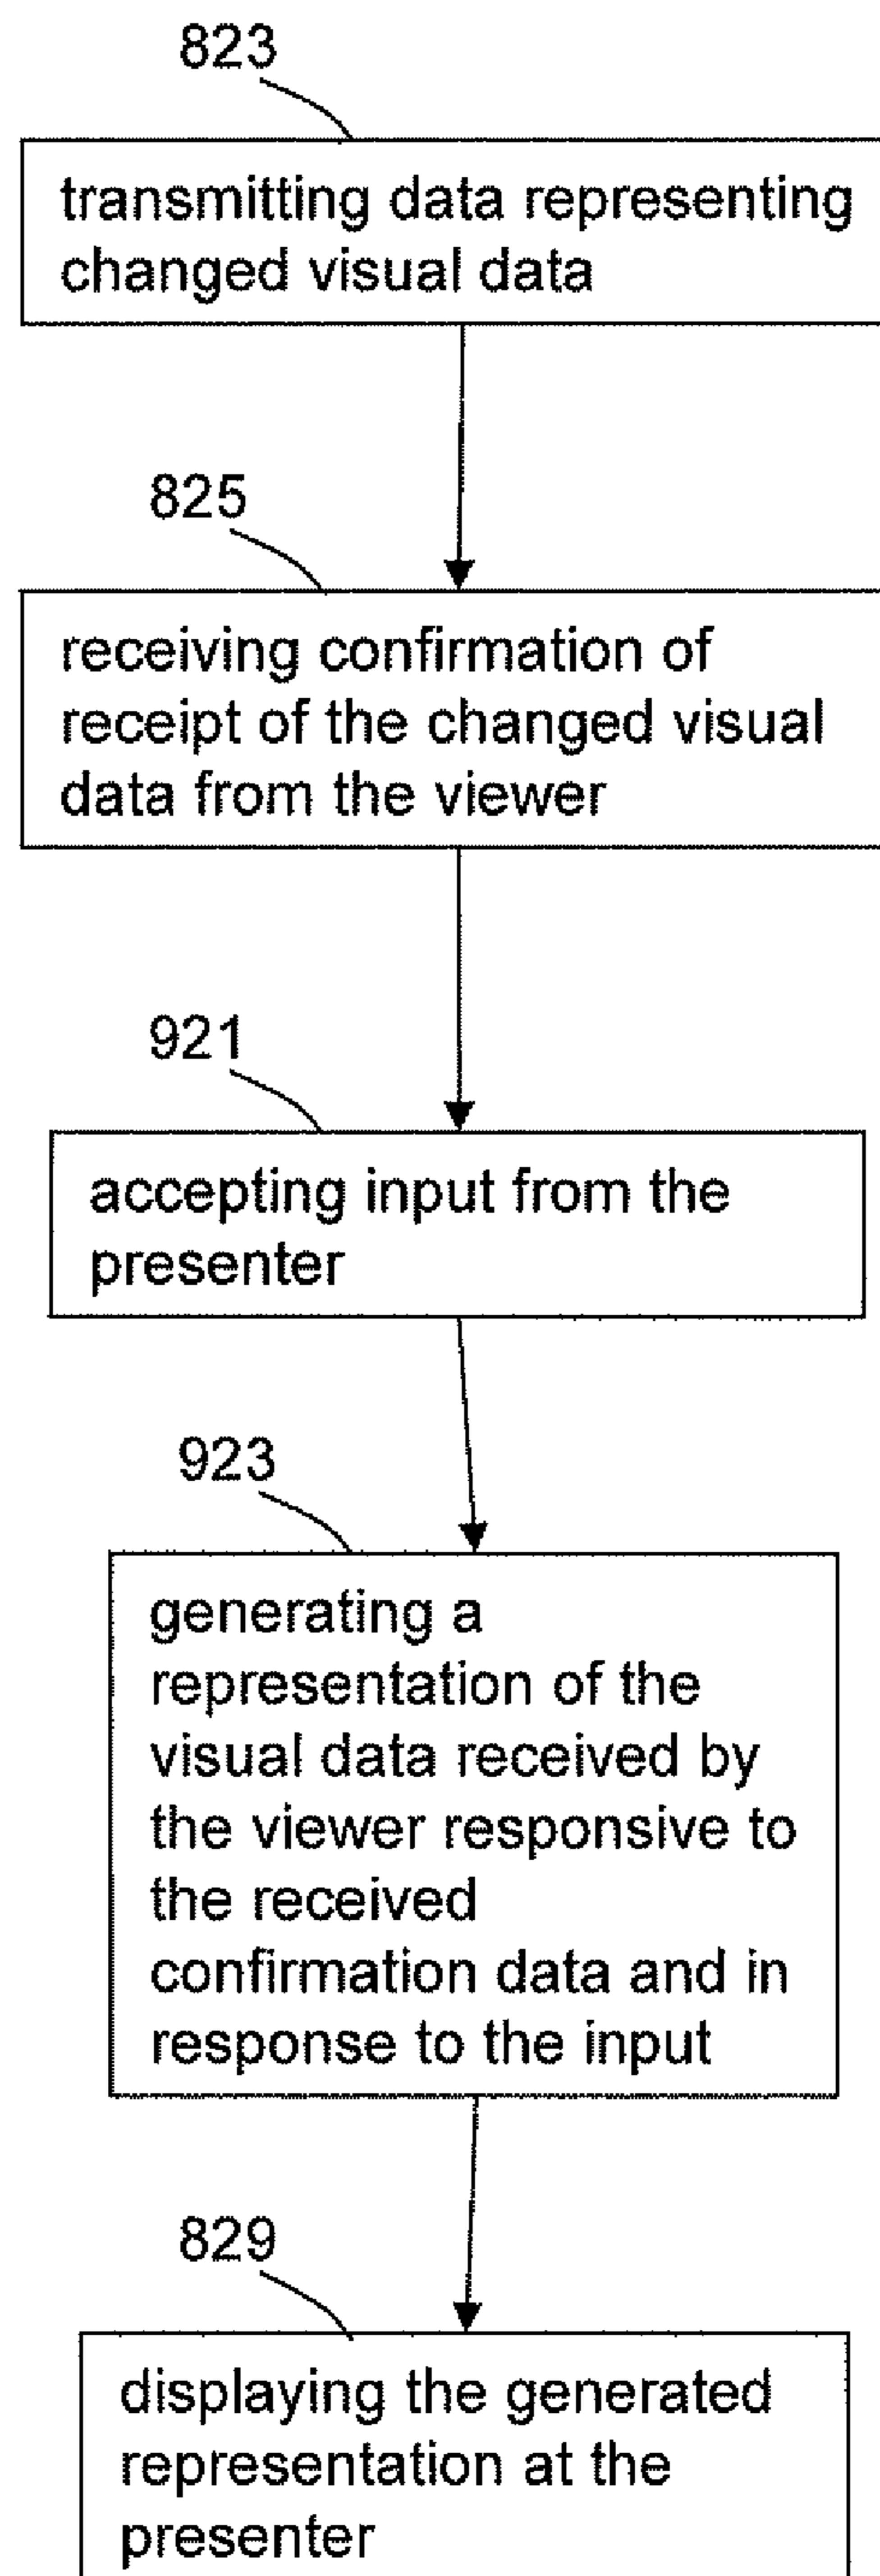 823
transmitting data representing
changed visual data
825
receiving confirmation of
receipt of the changed visual
data from the viewer
921
accepting input from the
presenter
923
generating a
representation of the
visual data received by
the viewer responsive to
the received
confirmation data and in
response to the input
829
displaying the generated
representation at the
presenter